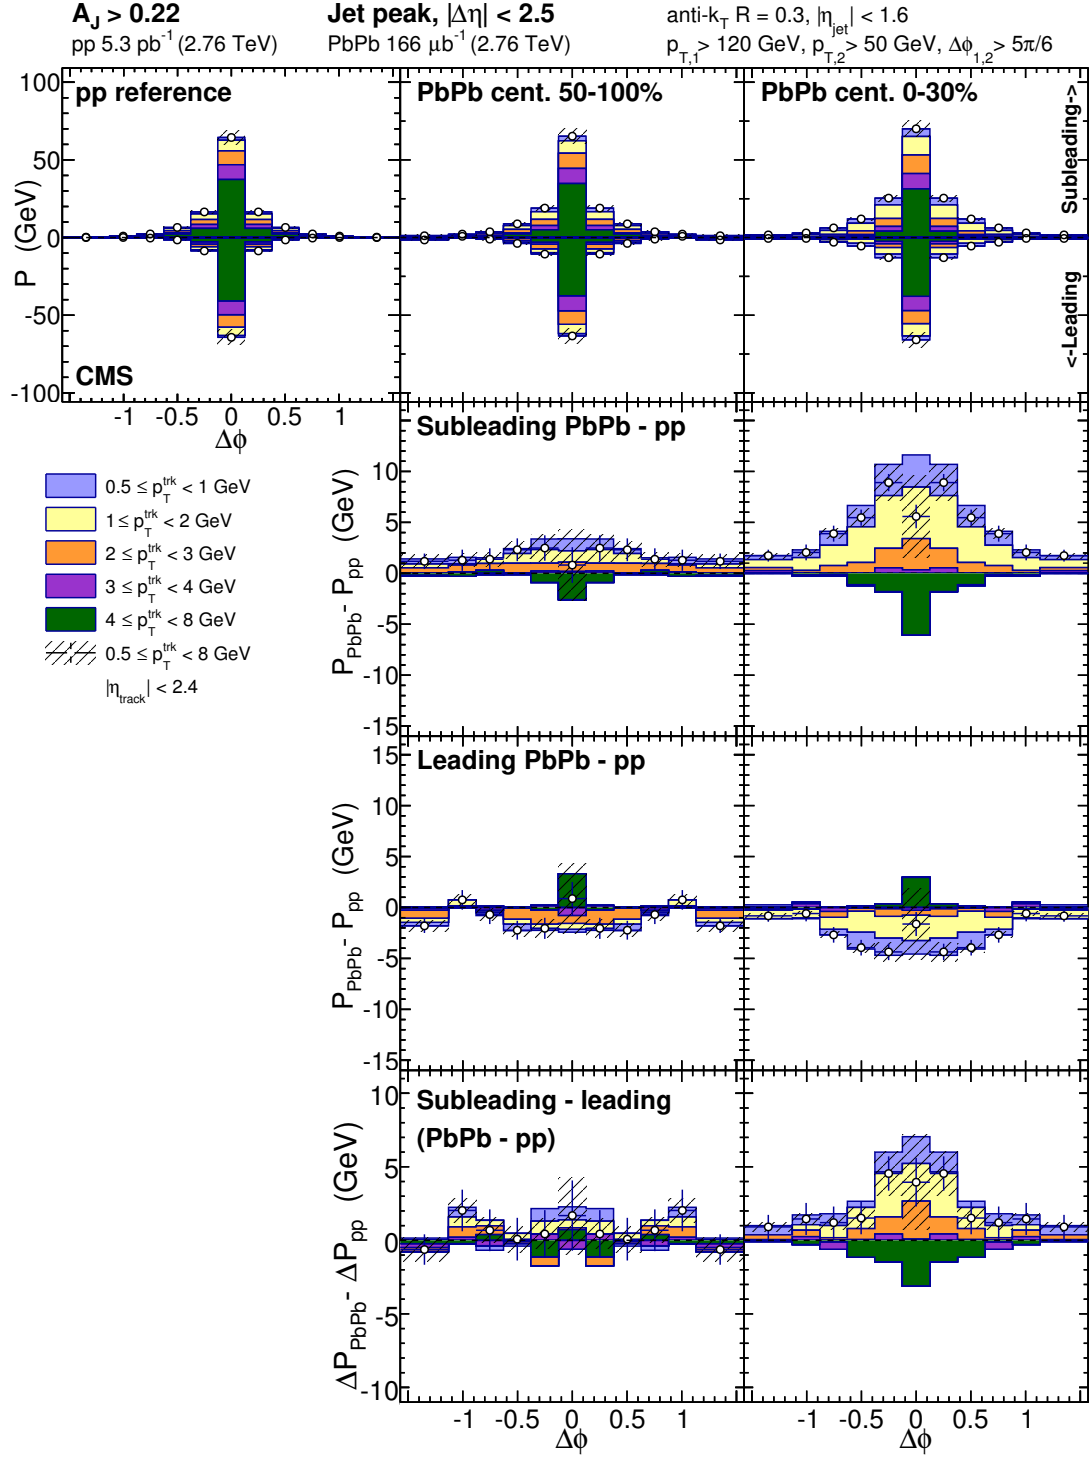 A_J > 0.22
Jet peak, |Δη| < 2.5
anti-k_T R = 0.3, |η_jet| < 1.6
pp 5.3 pb⁻¹ (2.76 TeV)
PbPb 166 μb⁻¹ (2.76 TeV)
p_T,1 > 120 GeV, p_T,2 > 50 GeV, Δφ_1,2 > 5π/6
pp reference
PbPb cent. 50-100%
PbPb cent. 0-30%
Subleading->
<-Leading
P (GeV)
100
50
0
-50
-100
CMS
-1 -0.5 0 0.5 1
Δφ
0.5 ≤ p_T^trk < 1 GeV
1 ≤ p_T^trk < 2 GeV
2 ≤ p_T^trk < 3 GeV
3 ≤ p_T^trk < 4 GeV
4 ≤ p_T^trk < 8 GeV
0.5 ≤ p_T^trk < 8 GeV
|η_track| < 2.4
Subleading PbPb - pp
P_PbPb - P_pp (GeV)
10
5
0
-5
-10
-15
Leading PbPb - pp
P_PbPb - P_pp (GeV)
15
10
5
0
-5
-10
-15
Subleading - leading
(PbPb - pp)
ΔP_PbPb - ΔP_pp (GeV)
10
5
0
-5
-10
-1 -0.5 0 0.5 1
Δφ
-1 -0.5 0 0.5 1
Δφ